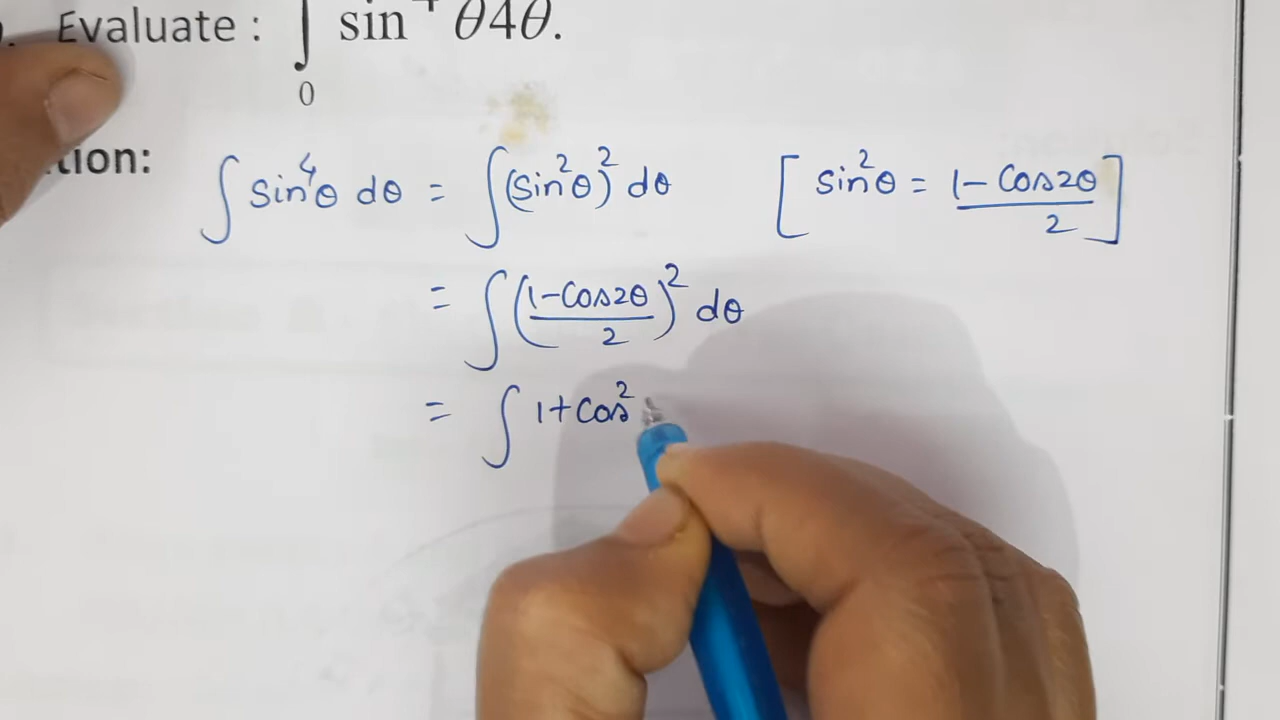 Evaluate : ∫₀ sin⁴ θ4θ.
tion:
∫ sin⁴θ dθ = ∫(sin²θ)² dθ [ sin²θ = (1 - cos2θ)/2 ]
= ∫((1-cos2θ)/2)² dθ
= ∫ 1+cos²